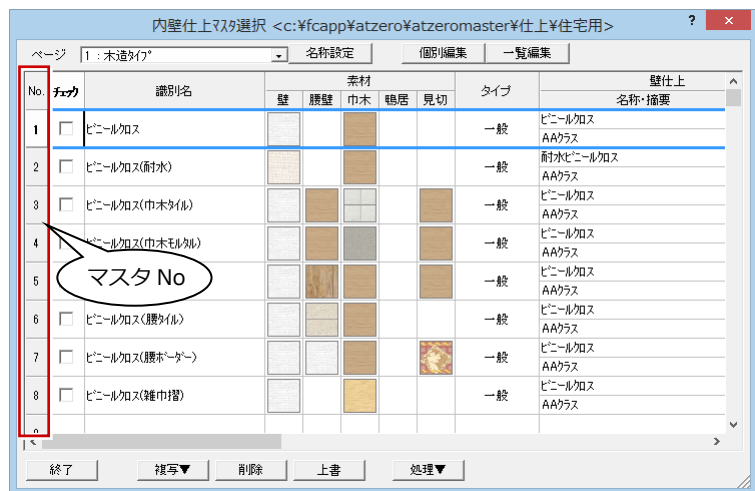 内壁仕上マスタ選択 <c:¥fcapp¥atzero¥atzeromaster¥仕上¥住宅用> ? ×
ページ 1：木造タイプ 名称設定 個別編集 一覧編集
No. チェック 識別名 素材 タイプ 壁仕上
壁 腰壁 巾木 鴨居 見切 名称・摘要
1 ビニールクロス 一般 ビニールクロス
AAクラス
2 ビニールクロス(耐水) 一般 耐水ビニールクロス
AAクラス
3 ビニールクロス(巾木タイル) 一般 ビニールクロス
AAクラス
4 ビニールクロス(巾木モルタル) 一般 ビニールクロス
AAクラス
マスタ No
5 一般 ビニールクロス
AAクラス
6 ビニールクロス(腰タイル) 一般 ビニールクロス
AAクラス
7 ビニールクロス(腰ボーダー) 一般 ビニールクロス
AAクラス
8 ビニールクロス(雑巾摺) 一般 ビニールクロス
AAクラス
終了 複写▼ 削除 上書 処理▼